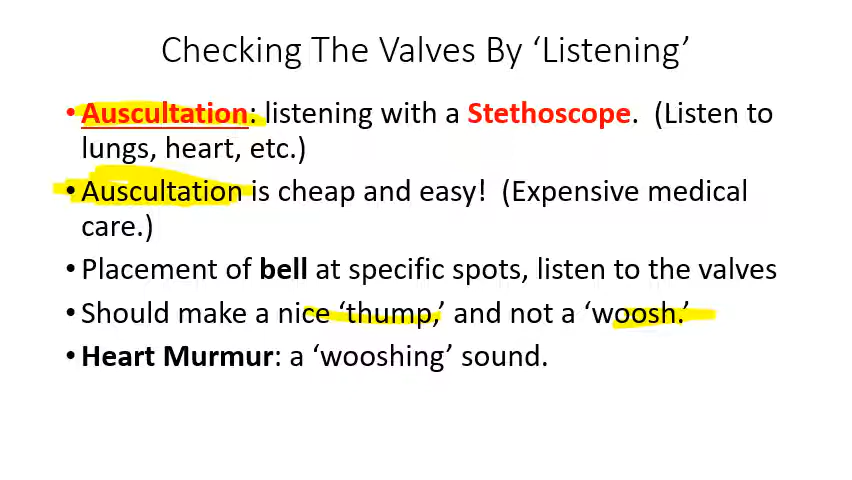 Checking The Valves By ‘Listening’
• Auscultation: listening with a Stethoscope. (Listen to
lungs, heart, etc.)
• Auscultation is cheap and easy! (Expensive medical
care.)
• Placement of bell at specific spots, listen to the valves
• Should make a nice ‘thump,’ and not a ‘woosh.’
• Heart Murmur: a ‘wooshing’ sound.